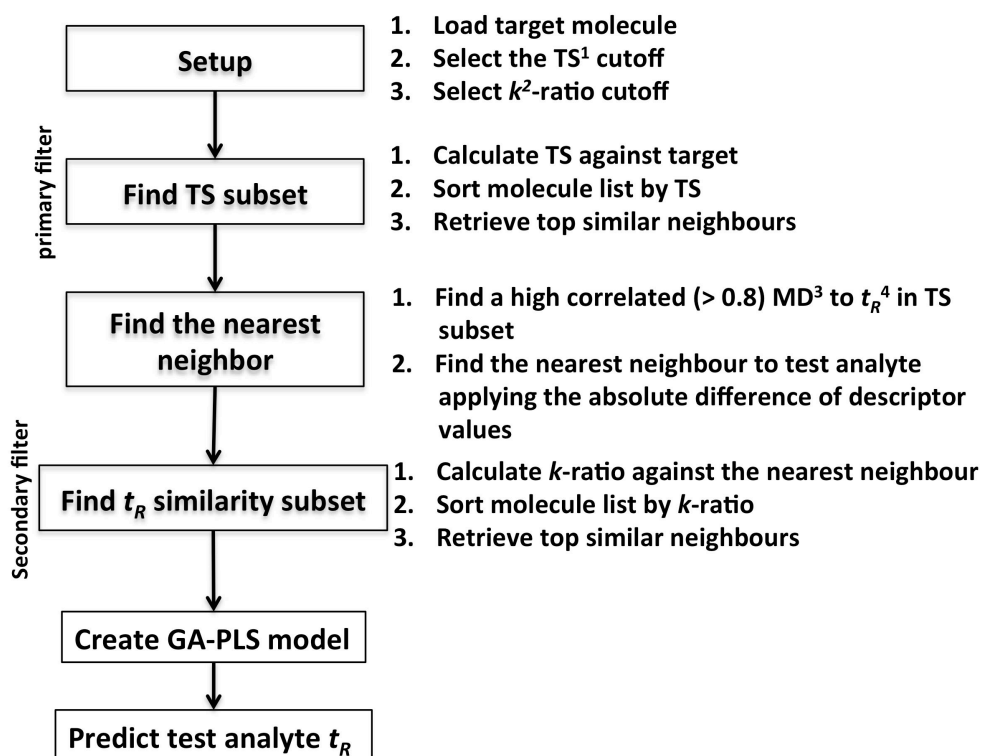 Setup
1. Load target molecule
2. Select the TS¹ cutoff
3. Select k²-ratio cutoff
primary filter
Find TS subset
1. Calculate TS against target
2. Sort molecule list by TS
3. Retrieve top similar neighbours
Find the nearest
neighbor
1. Find a high correlated (> 0.8) MD³ to tR⁴ in TS
subset
2. Find the nearest neighbour to test analyte
applying the absolute difference of descriptor
values
Secondary filter
Find tR similarity subset
1. Calculate k-ratio against the nearest neighbour
2. Sort molecule list by k-ratio
3. Retrieve top similar neighbours
Create GA-PLS model
Predict test analyte tR